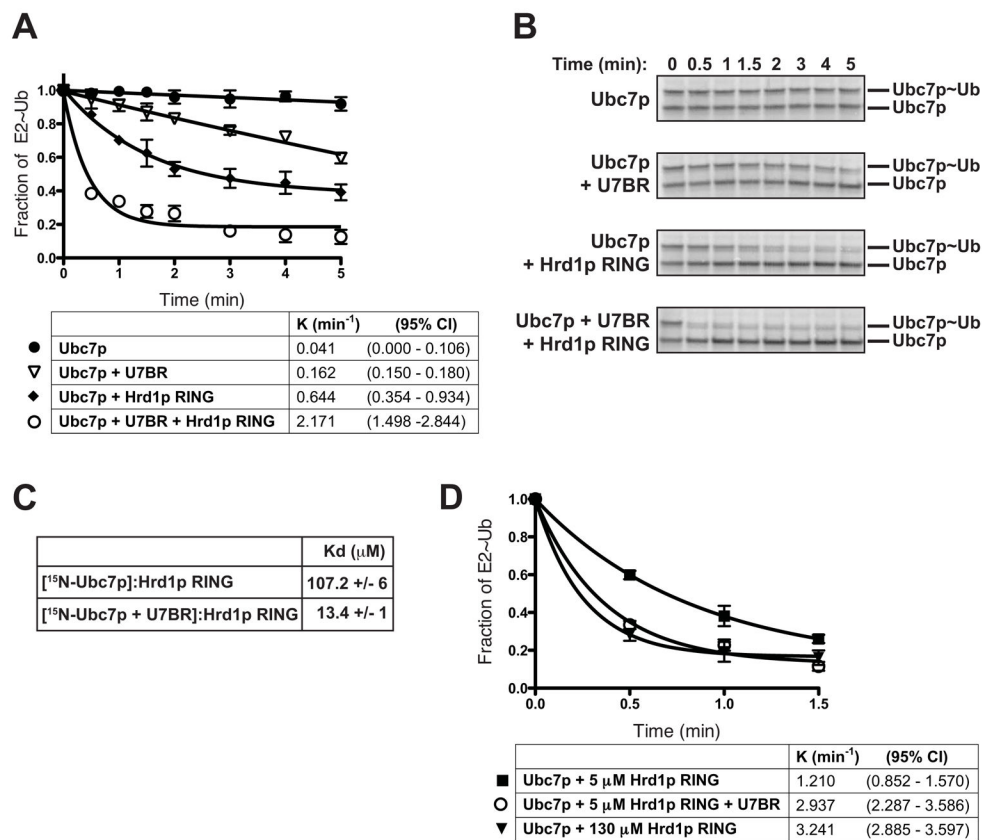 A
Fraction of E2~Ub
1.0
0.8
0.6
0.4
0.2
0.0
0 1 2 3 4 5
Time (min)
K (min-1) (95% CI)
Ubc7p 0.041 (0.000 - 0.106)
Ubc7p + U7BR 0.162 (0.150 - 0.180)
Ubc7p + Hrd1p RING 0.644 (0.354 - 0.934)
Ubc7p + U7BR + Hrd1p RING 2.171 (1.498 -2.844)
B
Time (min): 0 0.5 1 1.5 2 3 4 5
Ubc7p
Ubc7p~Ub
Ubc7p
Ubc7p
+ U7BR
Ubc7p~Ub
Ubc7p
Ubc7p
+ Hrd1p RING
Ubc7p~Ub
Ubc7p
Ubc7p + U7BR
+ Hrd1p RING
Ubc7p~Ub
Ubc7p
C
Kd (μM)
[15N-Ubc7p]:Hrd1p RING 107.2 +/- 6
[15N-Ubc7p + U7BR]:Hrd1p RING 13.4 +/- 1
D
Fraction of E2~Ub
1.0
0.8
0.6
0.4
0.2
0.0
0.0 0.5 1.0 1.5
Time (min)
K (min-1) (95% CI)
Ubc7p + 5 μM Hrd1p RING 1.210 (0.852 - 1.570)
Ubc7p + 5 μM Hrd1p RING + U7BR 2.937 (2.287 - 3.586)
Ubc7p + 130 μM Hrd1p RING 3.241 (2.885 - 3.597)